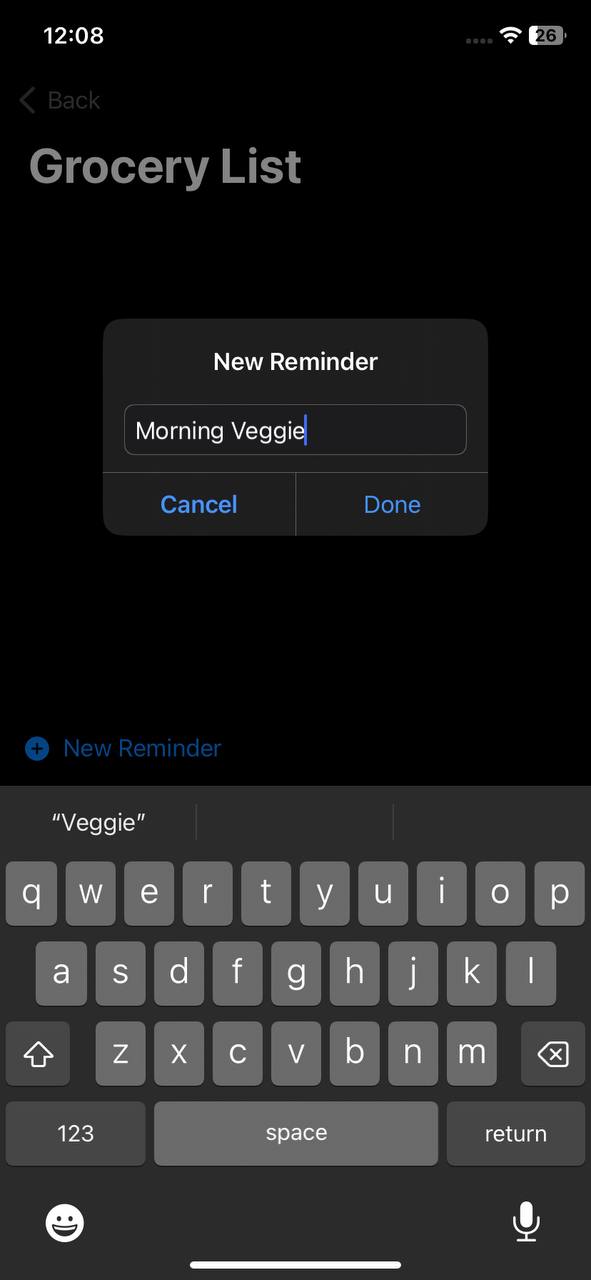 12:08
26
Back
Grocery List
New Reminder
Morning Veggie
Cancel Done
New Reminder
“Veggie”
q w e r t y u i o p
a s d f g h j k l
z x c v b n m
123 space return